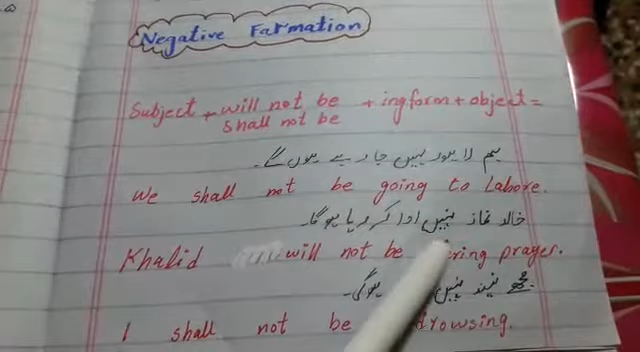 Negative Farmation
Subject + will not be + ing.form + object =
shall not be
ہم لاہور نہیں جا رہے ہوں گے۔
We shall not be going to Lahore.
خالد نماز نہیں ادا کر رہا ہوگا۔
Khalid will not be prayer.
مجھے نیند نہیں ہوگی۔
I shall not be drowsing.